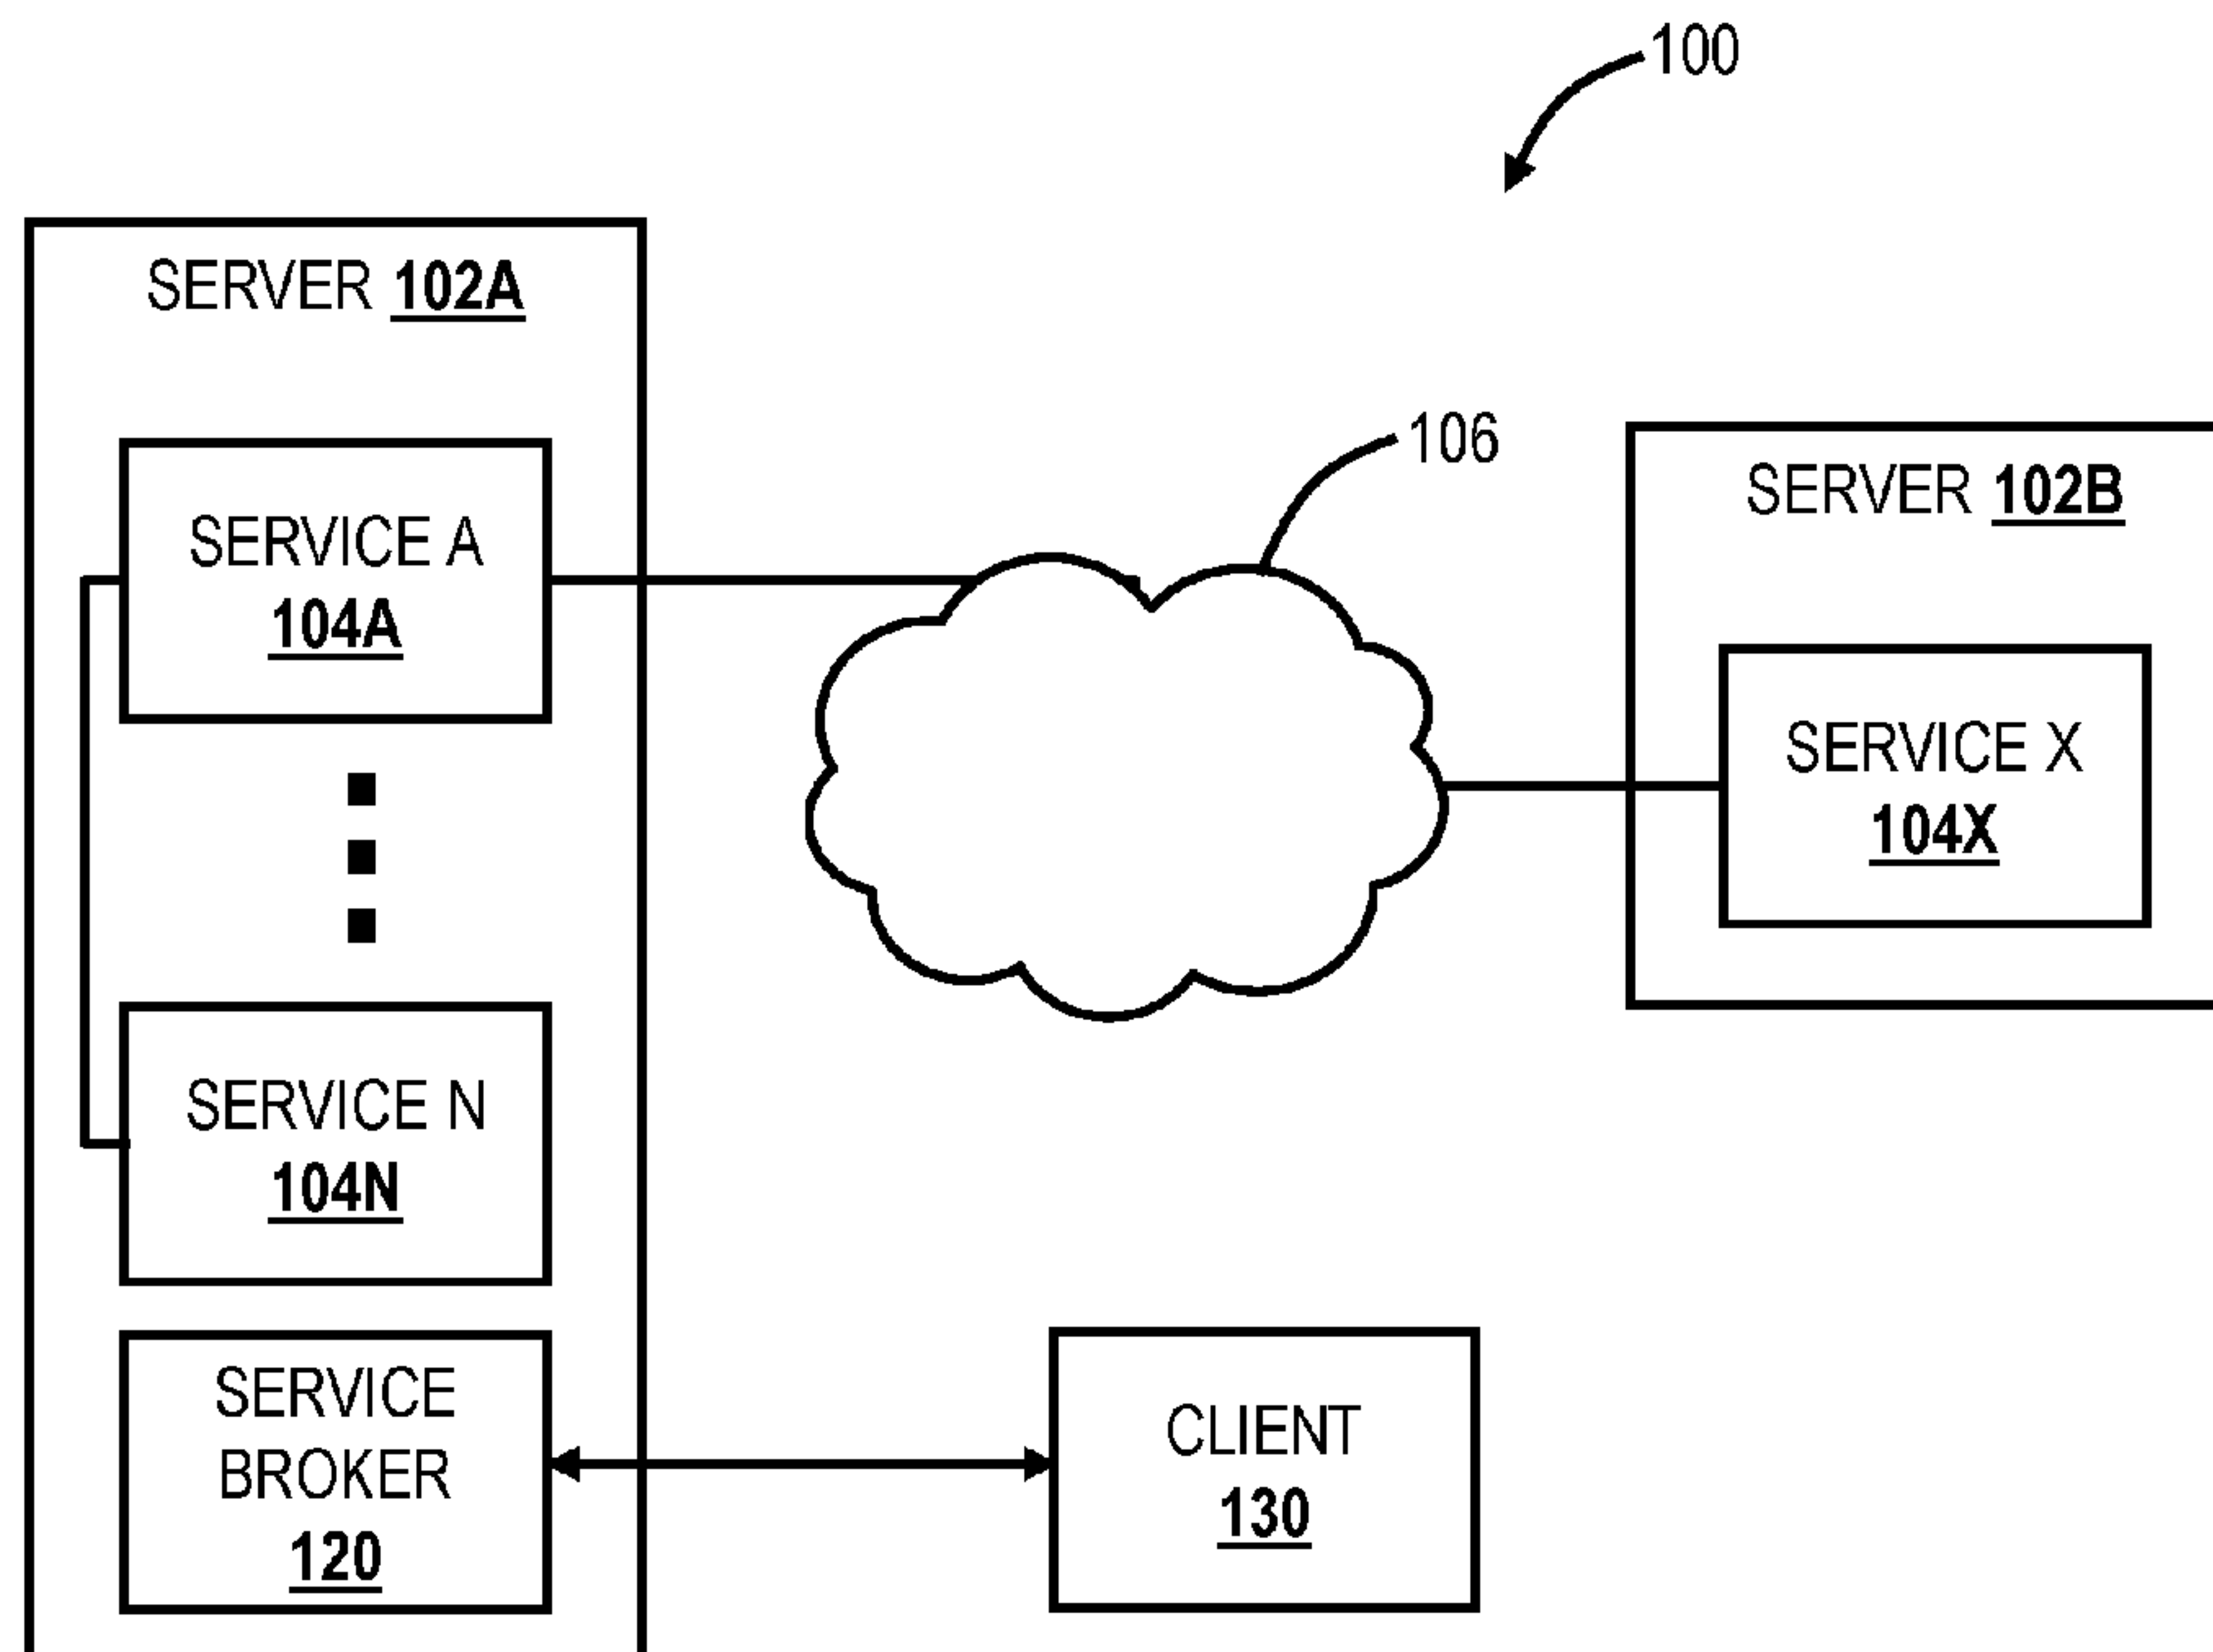 100
SERVER 102A
106
SERVER 102B
SERVICE A
104A
SERVICE X
104X
SERVICE N
104N
SERVICE
BROKER
120
CLIENT
130